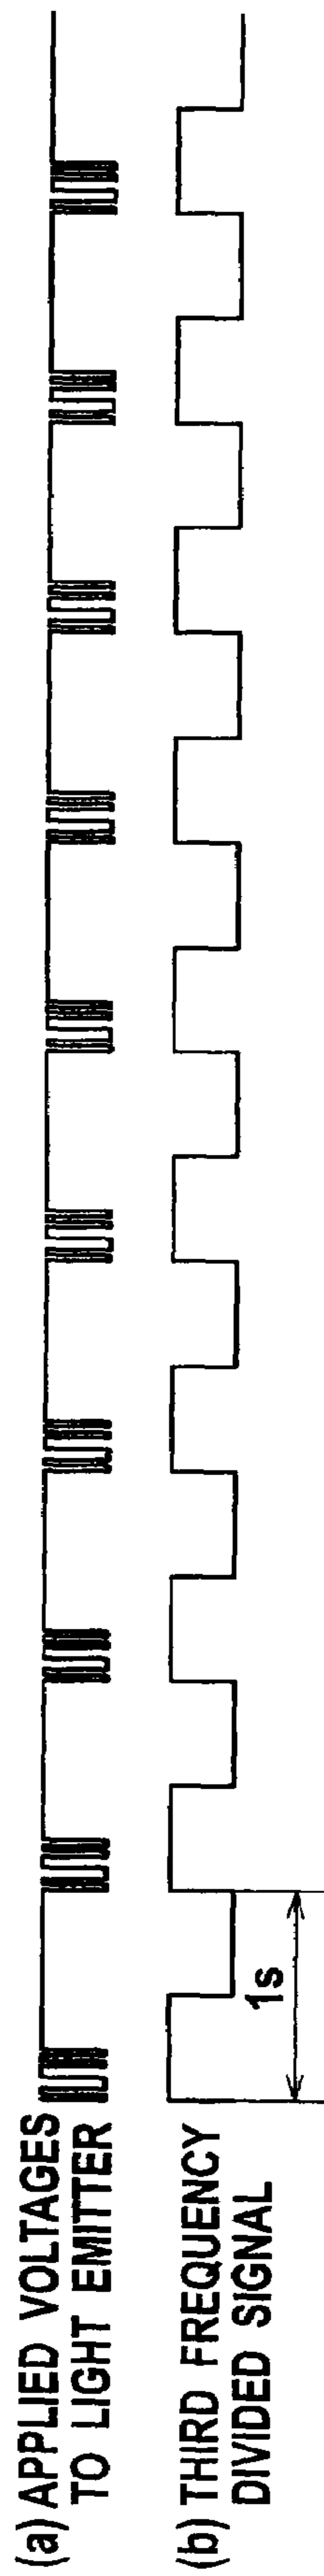 (a) APPLIED VOLTAGES
TO LIGHT EMITTER
(b) THIRD FREQUENCY
DIVIDED SIGNAL
1s